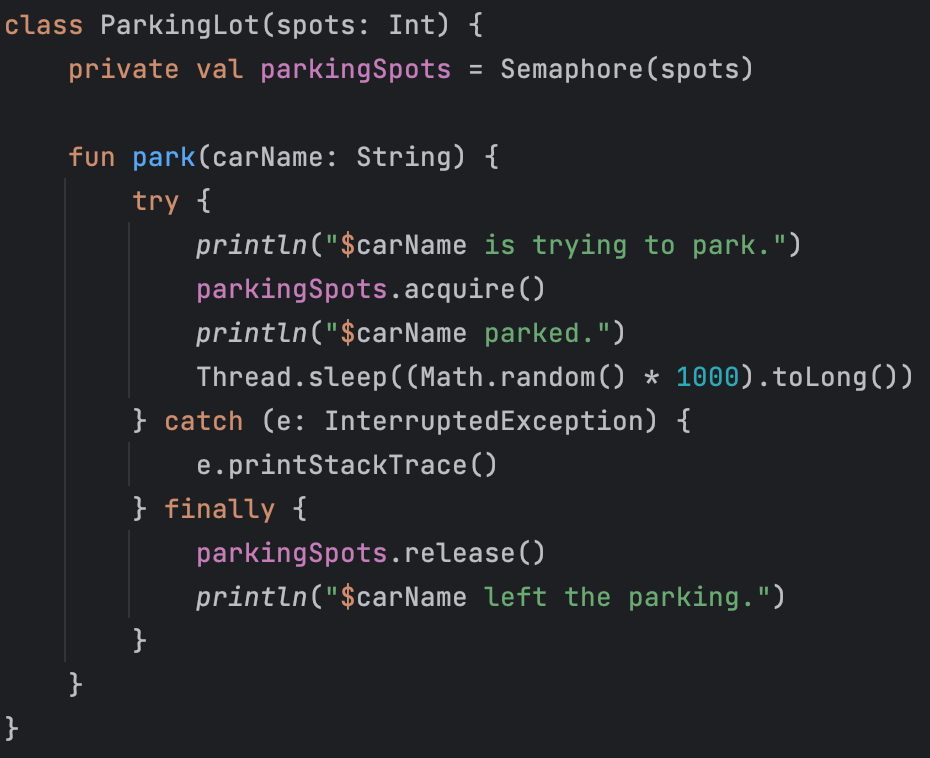 class ParkingLot(spots: Int) {
    private val parkingSpots = Semaphore(spots)

    fun park(carName: String) {
        try {
            println("$carName is trying to park.")
            parkingSpots.acquire()
            println("$carName parked.")
            Thread.sleep((Math.random() * 1000).toLong())
        } catch (e: InterruptedException) {
            e.printStackTrace()
        } finally {
            parkingSpots.release()
            println("$carName left the parking.")
        }
    }
}